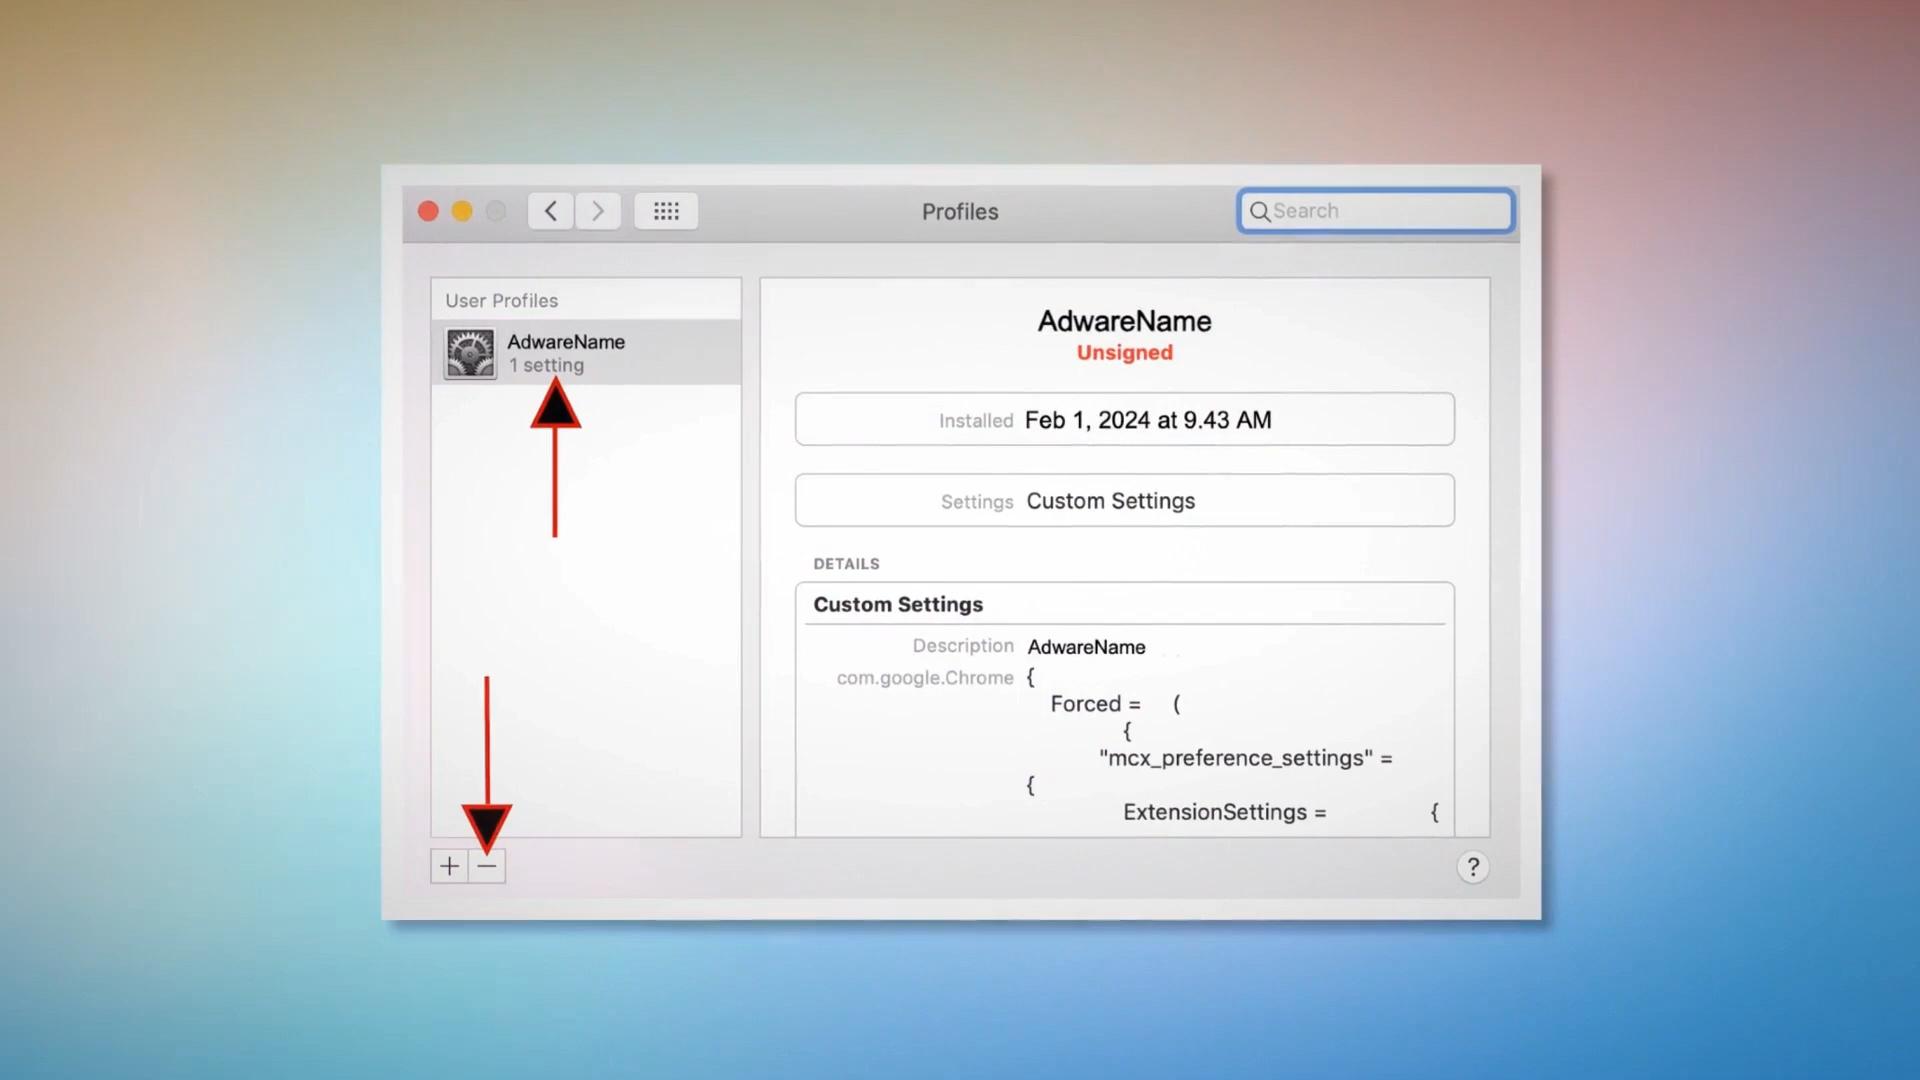 Profiles
Search
User Profiles
AdwareName
1 setting
AdwareName
Unsigned
Installed Feb 1, 2024 at 9.43 AM
Settings Custom Settings
DETAILS
Custom Settings
Description AdwareName
com.google.Chrome {
Forced = (
{
"mcx_preference_settings" =
{
ExtensionSettings = {
+ −
?